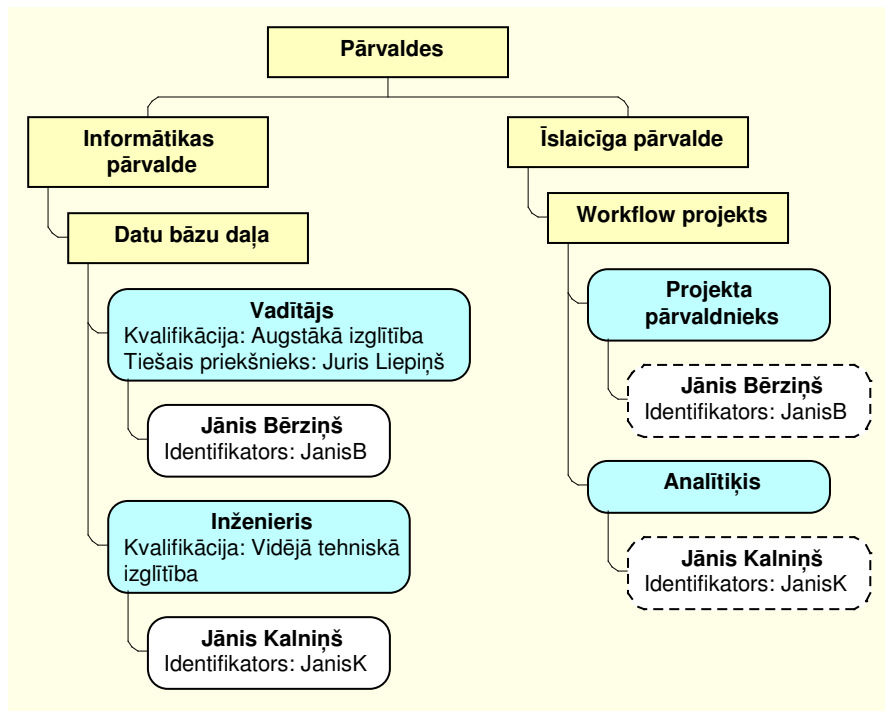 Pārvaldes
Informātikas
pārvalde
Datu bāzu daļa
Vadītājs
Kvalifikācija: Augstākā izglītība
Tiešais priekšnieks: Juris Liepiņš
Jānis Bērziņš
Identifikators: JanisB
Inženieris
Kvalifikācija: Vidējā tehniskā
izglītība
Jānis Kalniņš
Identifikators: JanisK
Īslaicīga pārvalde
Workflow projekts
Projekta
pārvaldnieks
Jānis Bērziņš
Identifikators: JanisB
Analītiķis
Jānis Kalniņš
Identifikators: JanisK